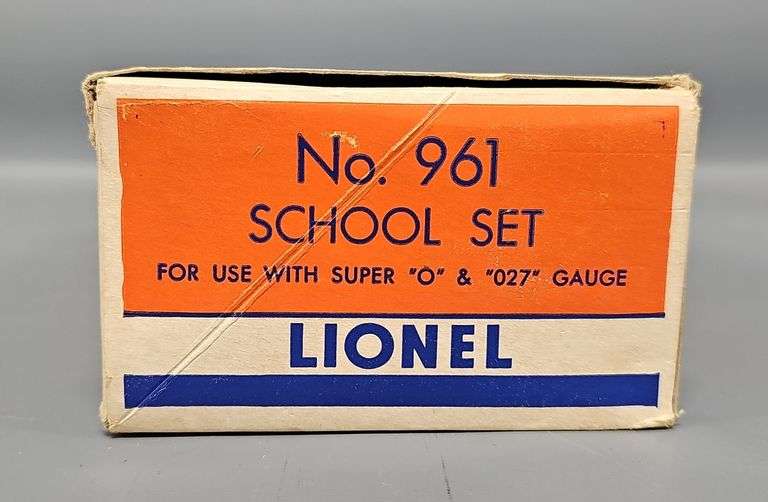 No. 961
SCHOOL SET
FOR USE WITH SUPER "O" & "027" GAUGE
LIONEL